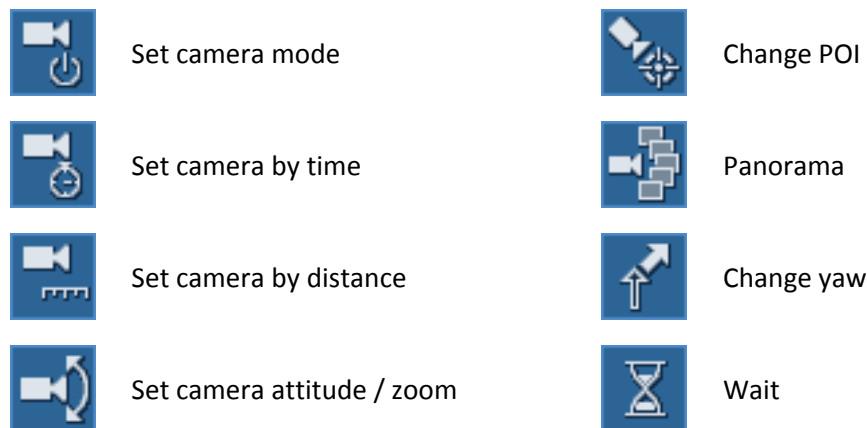 Set camera mode
Change POI
Set camera by time
Panorama
Set camera by distance
Change yaw
Set camera attitude / zoom
Wait